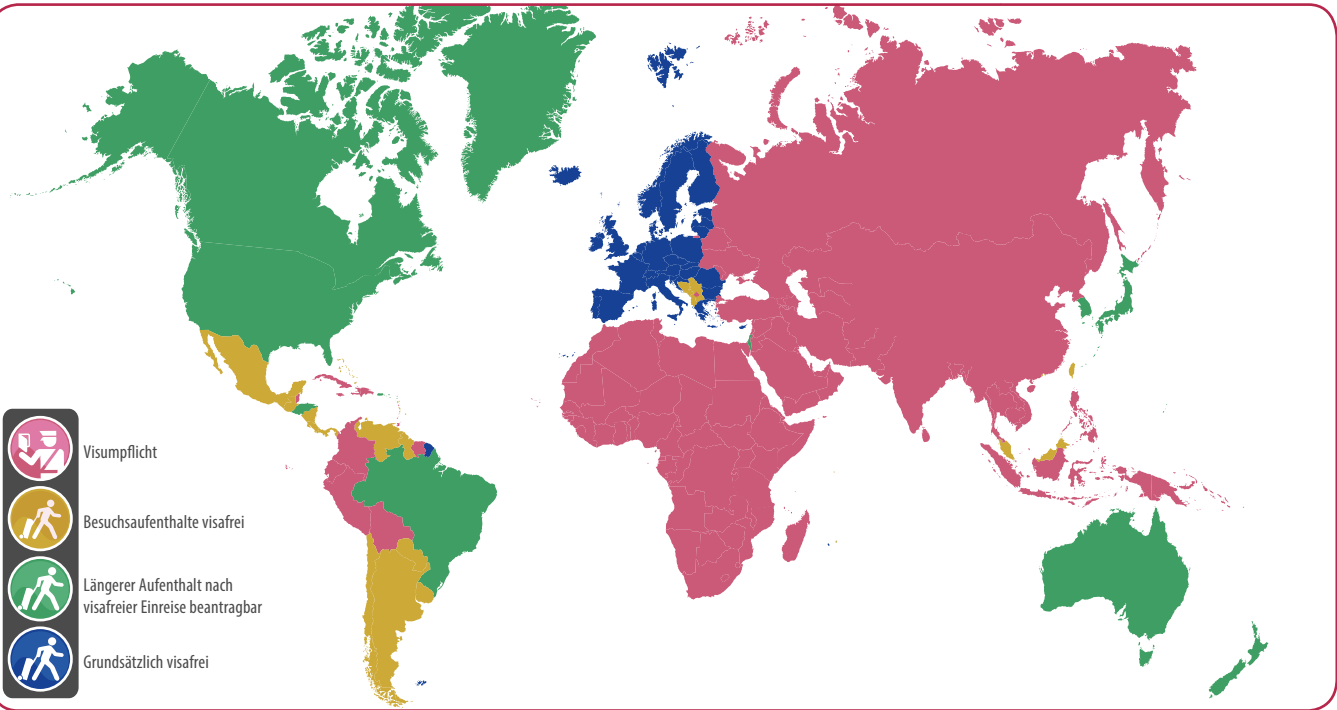 Visumpflicht
Besuchsaufenthalte visafrei
Längerer Aufenthalt nach
visafreier Einreise beantragbar
Grundsätzlich visafrei